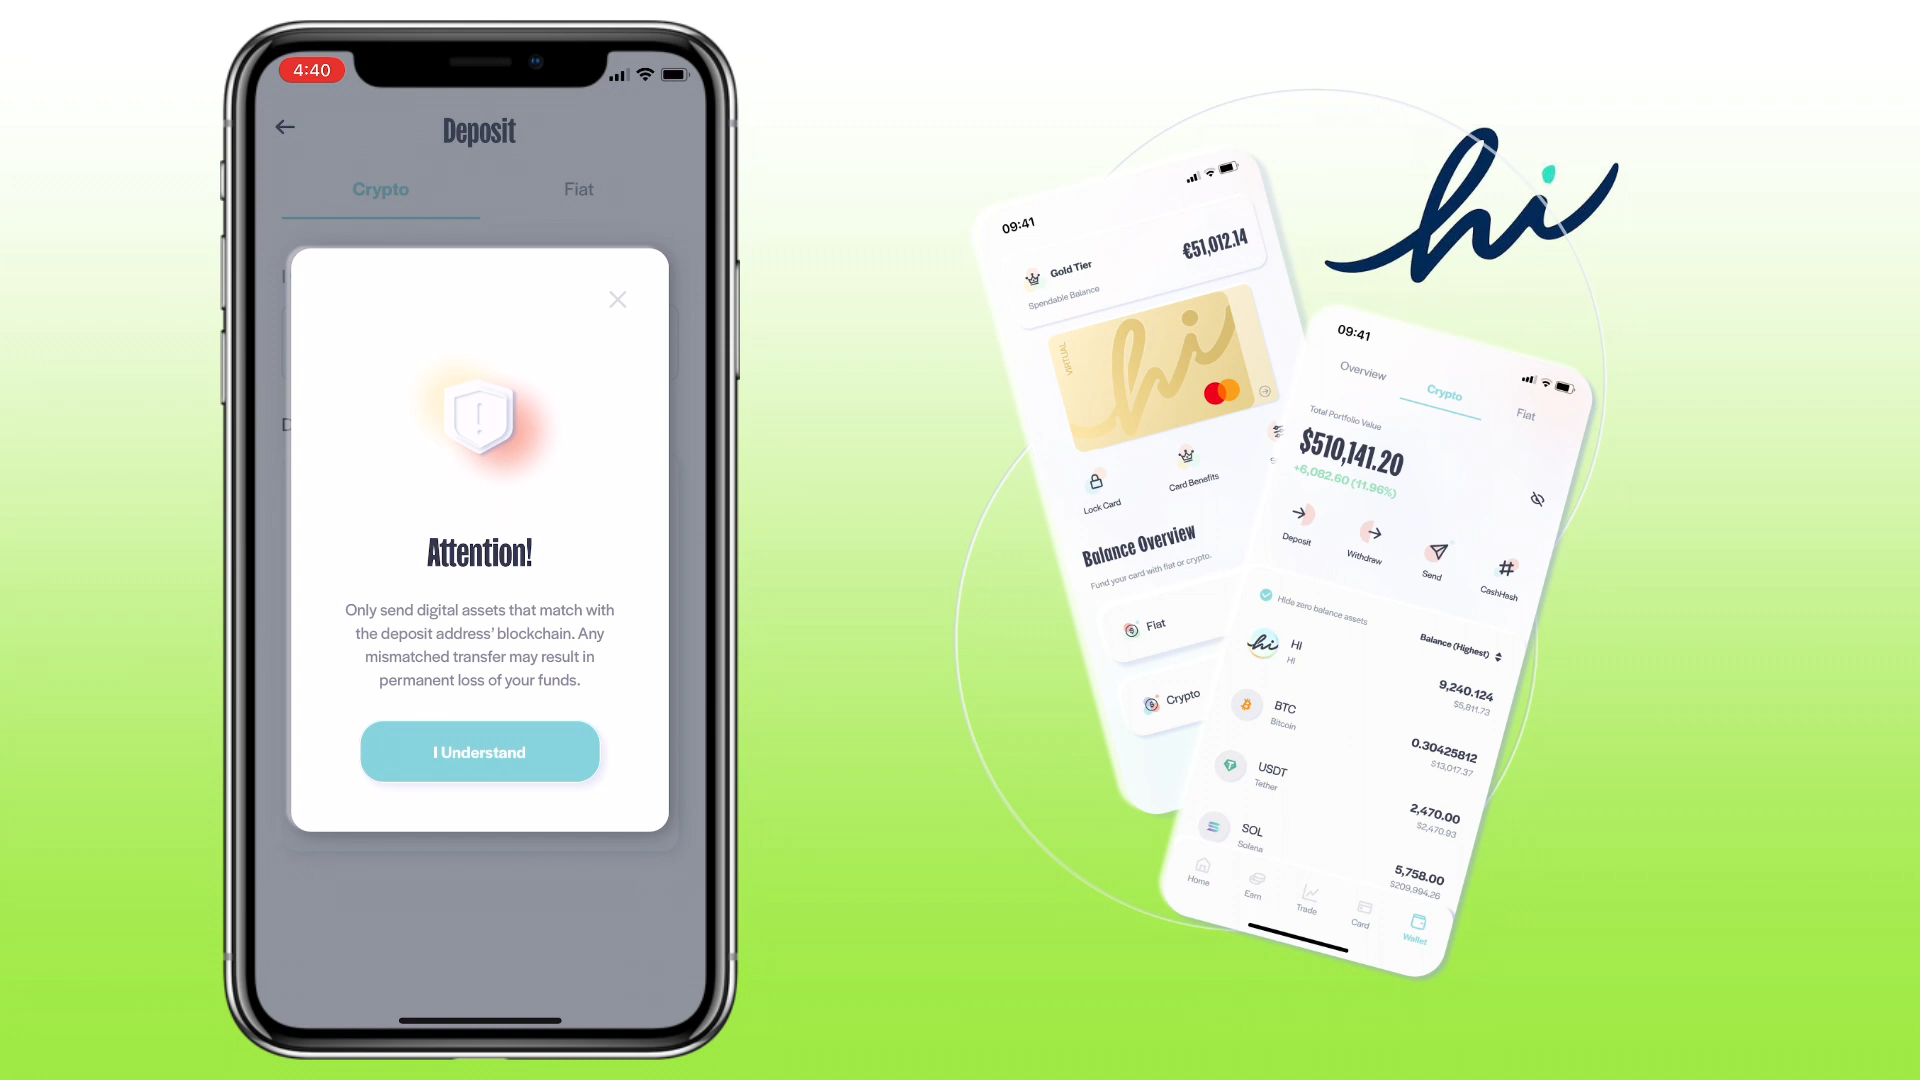 4:40
Deposit
Crypto
Fiat
Attention!
Only send digital assets that match with
the deposit address’ blockchain. Any
mismatched transfer may result in
permanent loss of your funds.
I Understand
hi
09:41
Gold Tier
€51,012.14
Spendable Balance
VIRTUAL
hi
Lock Card
Card Benefits
Balance Overview
Fund your card with fiat or crypto.
Fiat
Crypto
09:41
Overview
Crypto
Fiat
Total Portfolio Value
$510,141.20
+6,082.60 (11.96%)
Deposit
Withdraw
Send
CashHash
Hide zero balance assets
Balance (Highest)
hi
HI
HI
9,240.124
$5,811.73
BTC
Bitcoin
0.30425812
$13,017.37
USDT
Tether
2,470.00
$2,470.93
SOL
Solana
5,758.00
$209,994.26
Home
Earn
Trade
Card
Wallet